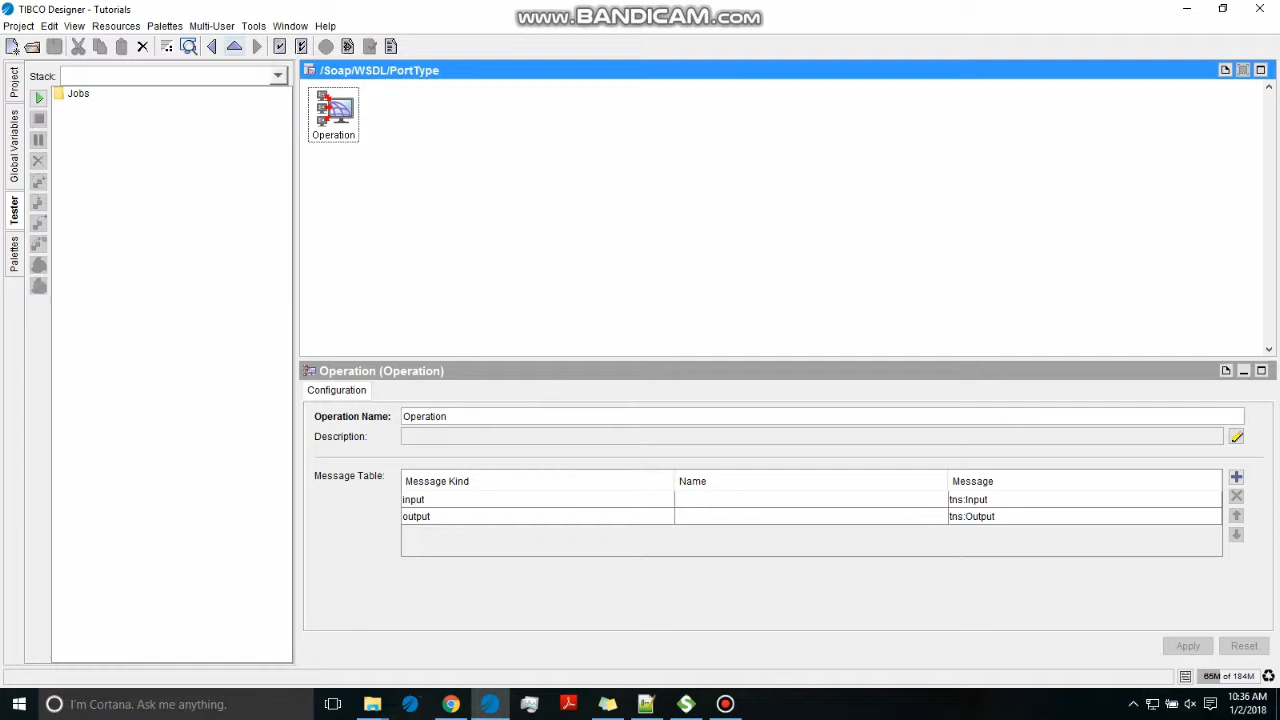 TIBCO Designer - Tutorials
www.BANDICAM.com
Project Edit View Resources Palettes Multi-User Tools Window Help
Project
Global Variables
Tester
Palettes
Stack:
Jobs
/Soap/WSDL/PortType
Operation
Operation (Operation)
Configuration
Operation Name: Operation
Description:
Message Table:
Message Kind Name Message
input tns:Input
output tns:Output
Apply Reset
65M of 184M
I'm Cortana. Ask me anything.
10:36 AM
1/2/2018